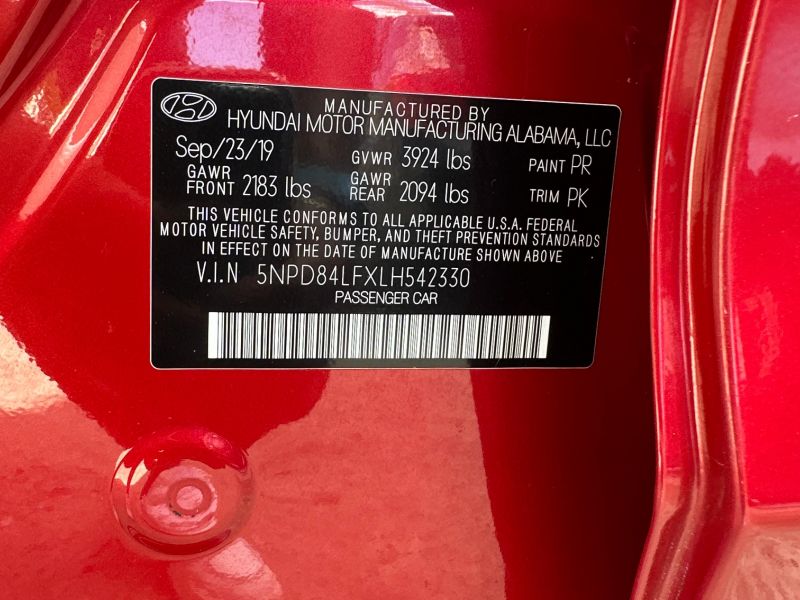 MANUFACTURED BY
HYUNDAI MOTOR MANUFACTURING ALABAMA, LLC
Sep/23/19 GVWR 3924 lbs PAINT PR
GAWR FRONT 2183 lbs GAWR REAR 2094 lbs TRIM PK
THIS VEHICLE CONFORMS TO ALL APPLICABLE U.S.A. FEDERAL
MOTOR VEHICLE SAFETY, BUMPER, AND THEFT PREVENTION STANDARDS
IN EFFECT ON THE DATE OF MANUFACTURE SHOWN ABOVE
V.I.N 5NPD84LFXLH542330
PASSENGER CAR